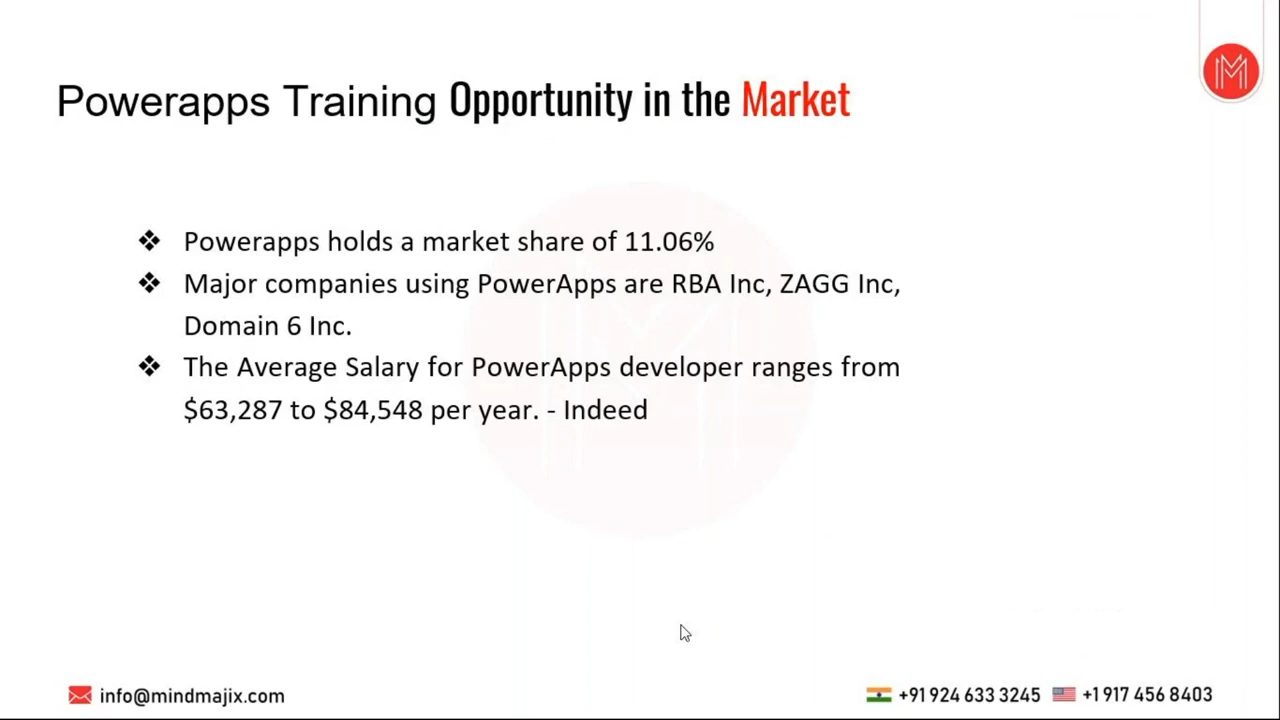 Powerapps Training Opportunity in the Market
❖ Powerapps holds a market share of 11.06%
❖ Major companies using PowerApps are RBA Inc, ZAGG Inc,
Domain 6 Inc.
❖ The Average Salary for PowerApps developer ranges from
$63,287 to $84,548 per year. - Indeed
info@mindmajix.com
+91 924 633 3245
+1 917 456 8403